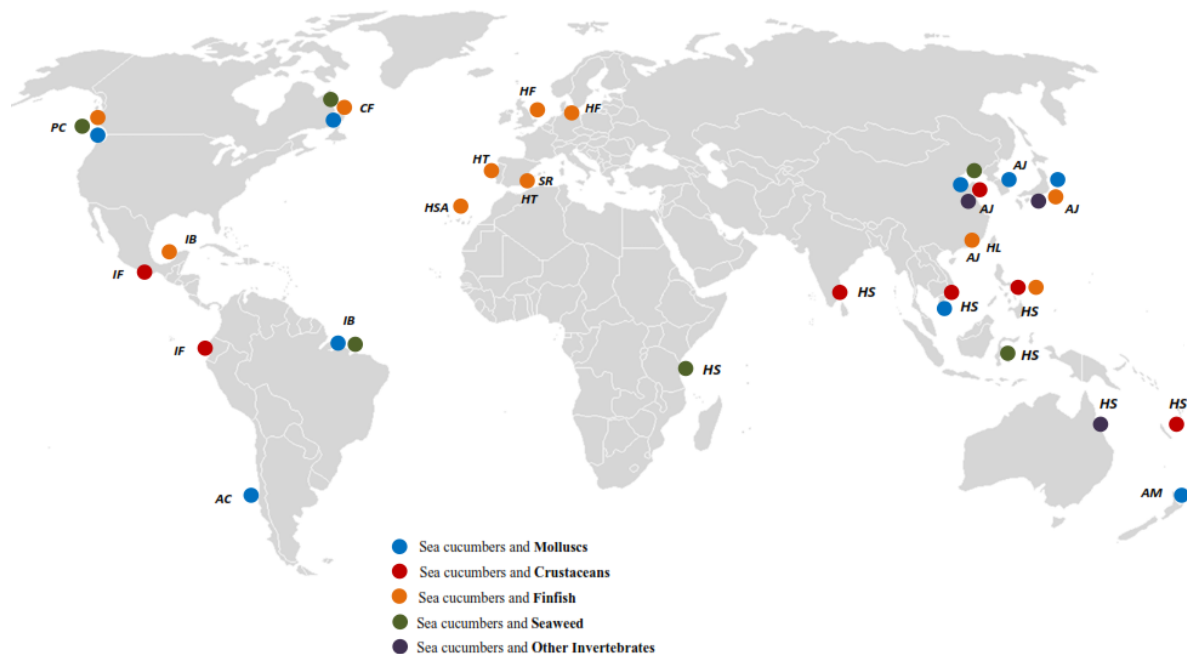 HF
HF
CF
PC
HT
SR
HT
HSA
AJ
AJ
AJ
HL
AJ
IB
IF
HS
HS
HS
IB
IF
HS
HS
HS
HS
AC
AM
Sea cucumbers and Molluscs
Sea cucumbers and Crustaceans
Sea cucumbers and Finfish
Sea cucumbers and Seaweed
Sea cucumbers and Other Invertebrates